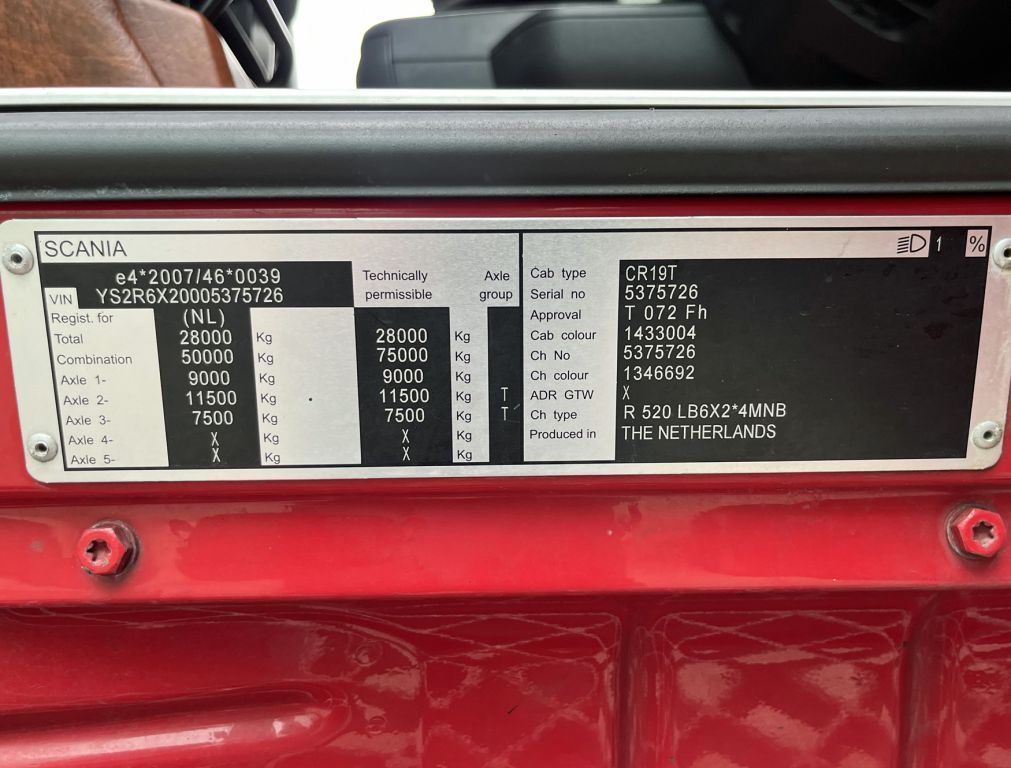 SCANIA
e4*2007/46*0039
VIN YS2R6X20005375726
Technically permissible Axle group
Regist. for (NL)
Total 28000 Kg 28000 Kg
Combination 50000 Kg 75000 Kg
Axle 1- 9000 Kg 9000 Kg
Axle 2- 11500 Kg 11500 Kg T
Axle 3- 7500 Kg 7500 Kg T
Axle 4- X Kg X Kg
Axle 5- X Kg X Kg
1 %
Cab type CR19T
Serial no 5375726
Approval T 072 Fh
Cab colour 1433004
Ch No 5375726
Ch colour 1346692
ADR GTW X
Ch type R 520 LB6X2*4MNB
Produced in THE NETHERLANDS